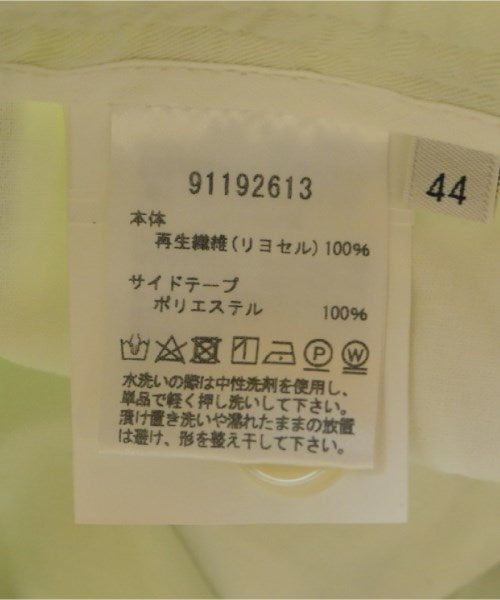 91192613
44
本体
再生繊維(リヨセル) 100%
サイドテープ
ポリエステル 100%
P W
水洗いの際は中性洗剤を使用し、
単品で軽く押し洗いして下さい。
漬け置き洗いや濡れたままの放置
は避け、形を整え干して下さい。